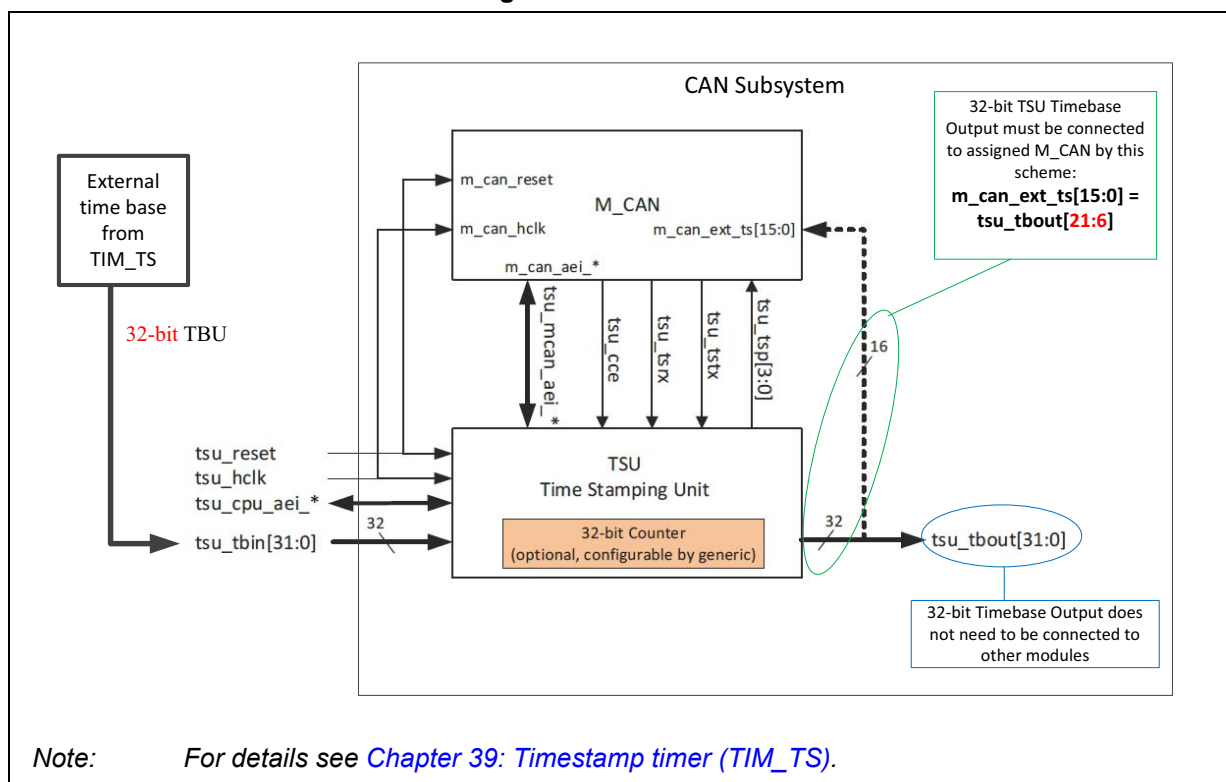 CAN Subsystem
External
time base
from
TIM_TS
32-bit TBU
m_can_reset
M_CAN
m_can_hclk
m_can_ext_ts[15:0]
m_can_aei_*
tsu_mcan_aei_*
tsu_cce
tsu_tsrx
tsu_tstx
tsu_tsp[3:0]
16
32-bit TSU Timebase
Output must be connected
to assigned M_CAN by this
scheme:
m_can_ext_ts[15:0] =
tsu_tbout[21:6]
tsu_reset
tsu_hclk
tsu_cpu_aei_*
tsu_tbin[31:0]
32
TSU
Time Stamping Unit
32-bit Counter
(optional, configurable by generic)
32
tsu_tbout[31:0]
32-bit Timebase Output does
not need to be connected to
other modules
Note: For details see Chapter 39: Timestamp timer (TIM_TS).